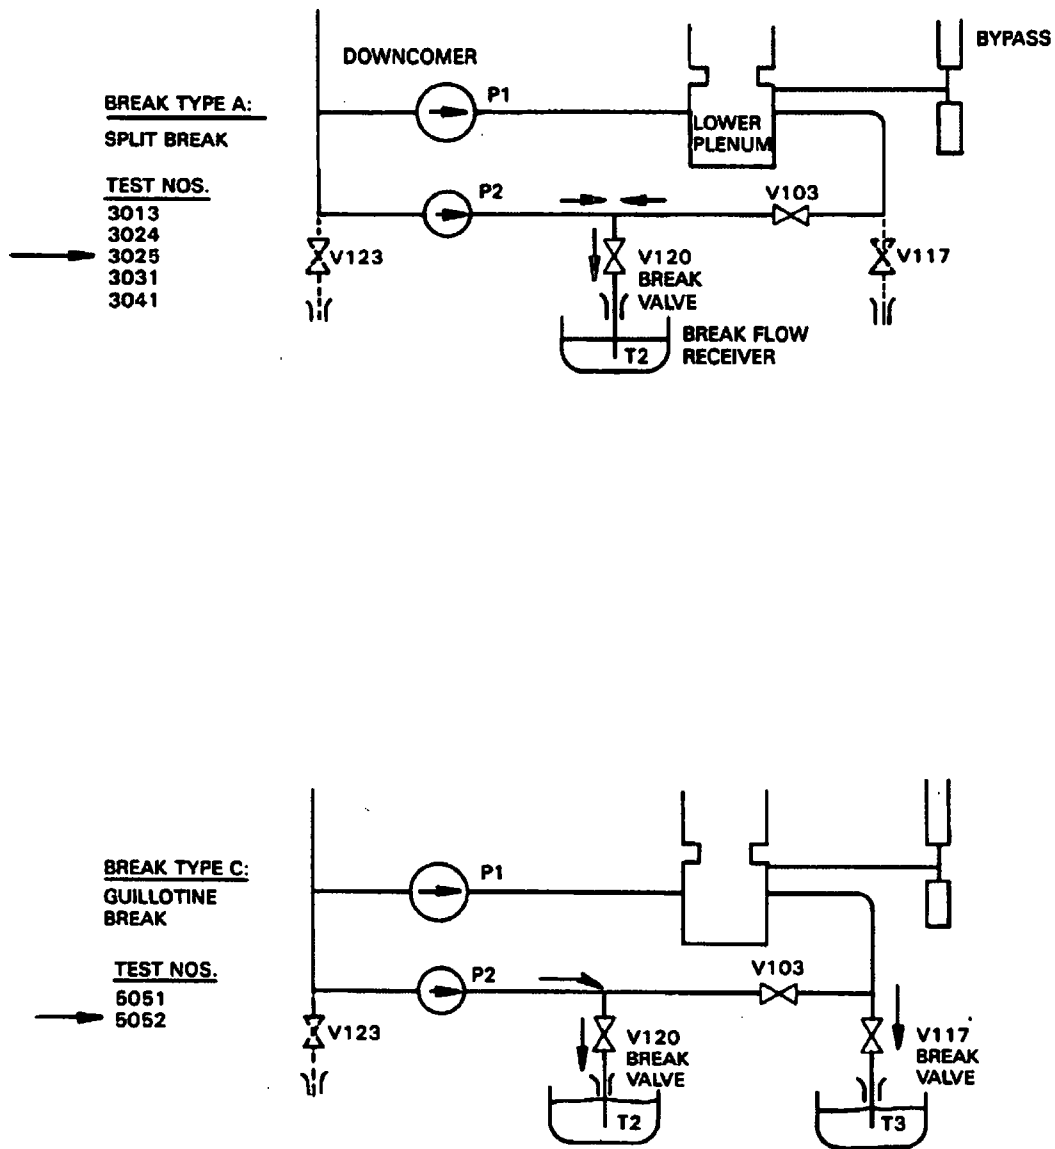 DOWNCOMER
BYPASS
BREAK TYPE A:
SPLIT BREAK
P1
LOWER
PLENUM
TEST NOS.
3013
3024
3025
3031
3041
P2
V103
V123
V120
BREAK
VALVE
V117
BREAK FLOW
RECEIVER
T2
BREAK TYPE C:
GUILLOTINE
BREAK
P1
TEST NOS.
5051
5052
P2
V103
V123
V120
BREAK
VALVE
V117
BREAK
VALVE
T2
T3